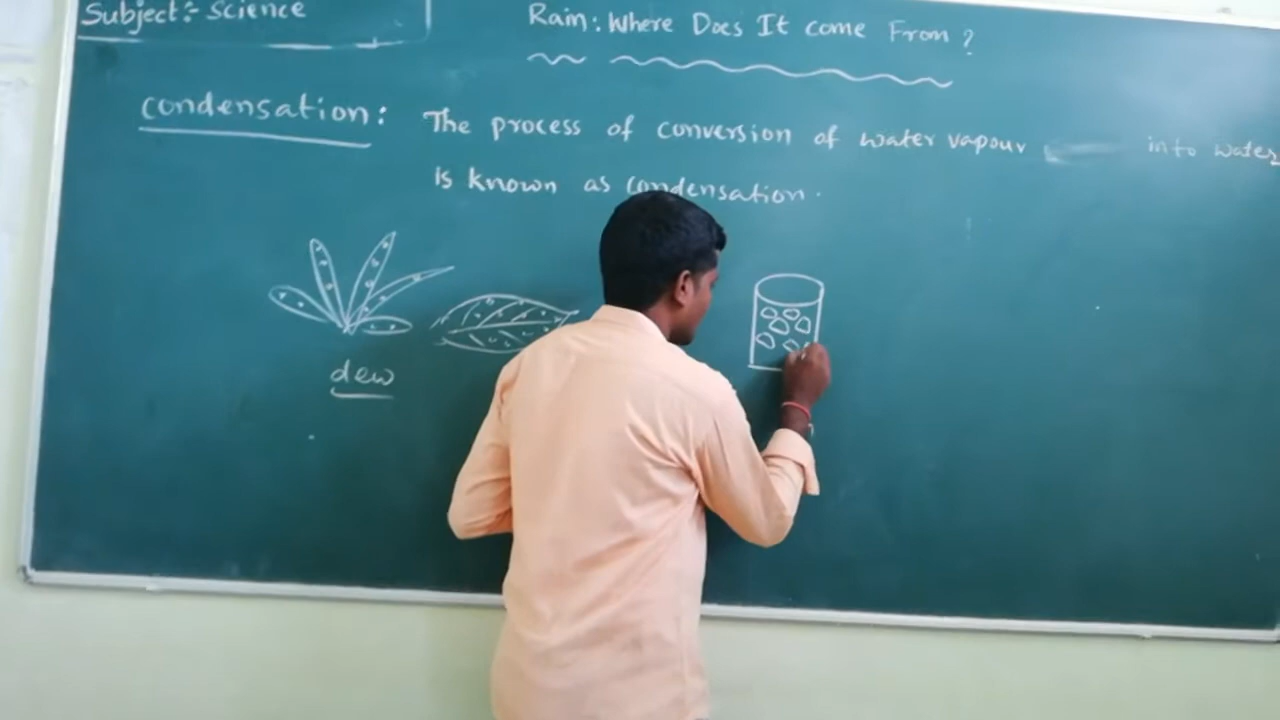 Subject:- Science
Rain: Where Does It come From?
condensation: The process of conversion of water vapour into water
is known as condensation.
dew